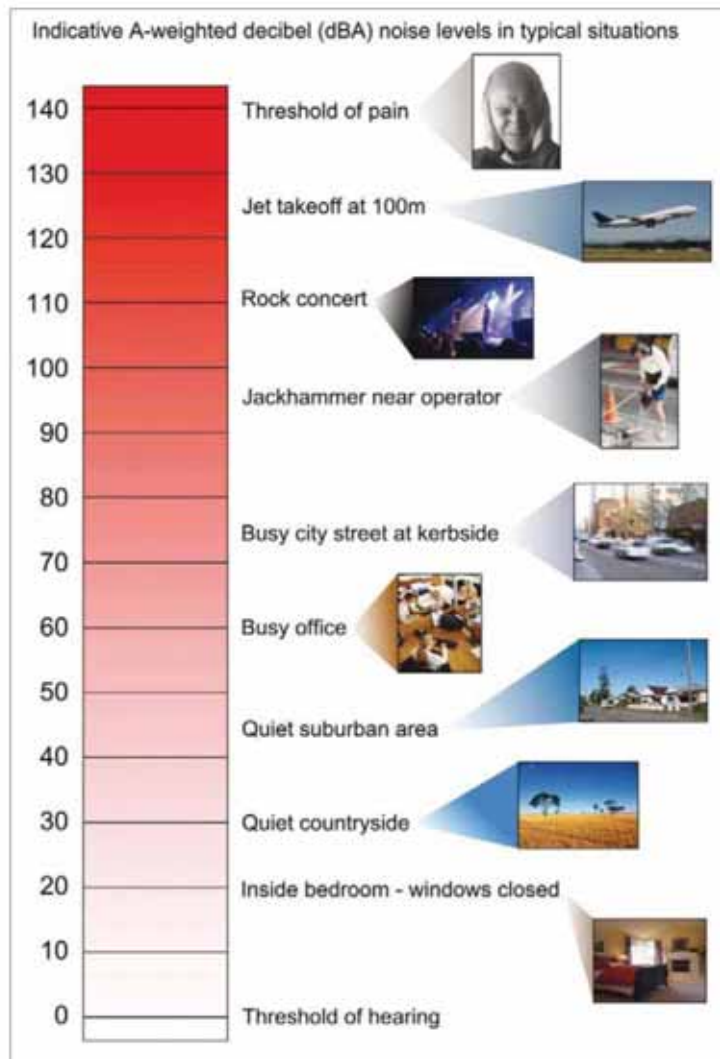 Indicative A-weighted decibel (dBA) noise levels in typical situations
140
Threshold of pain
130
Jet takeoff at 100m
120
110
Rock concert
100
Jackhammer near operator
90
80
Busy city street at kerbside
70
60
Busy office
50
Quiet suburban area
40
30
Quiet countryside
20
Inside bedroom - windows closed
10
0
Threshold of hearing